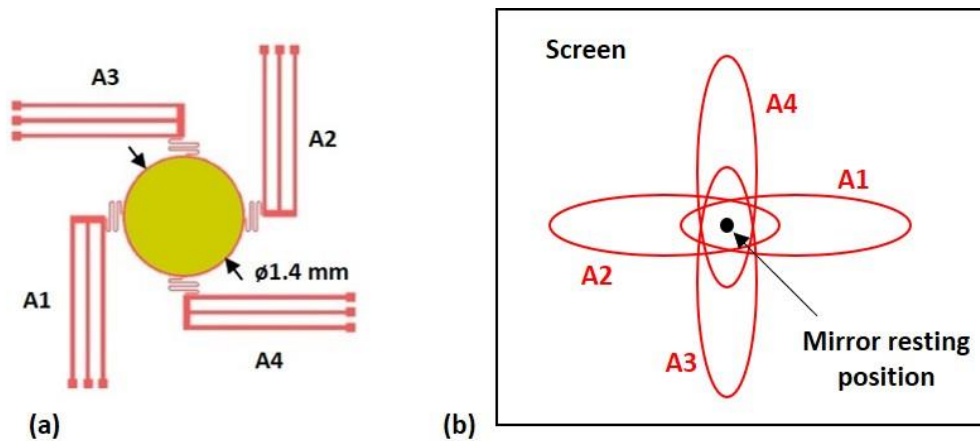 A3
A2
ø1.4 mm
A1
A4
(a)
Screen
A4
A1
A2
A3
Mirror resting
position
(b)